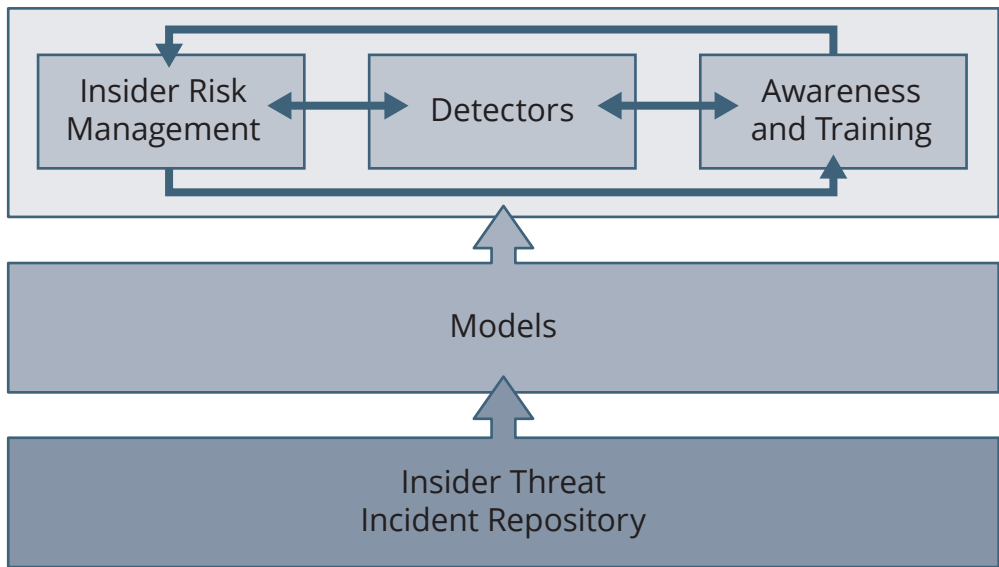 Insider Risk
Management
Detectors
Awareness
and Training
Models
Insider Threat
Incident Repository